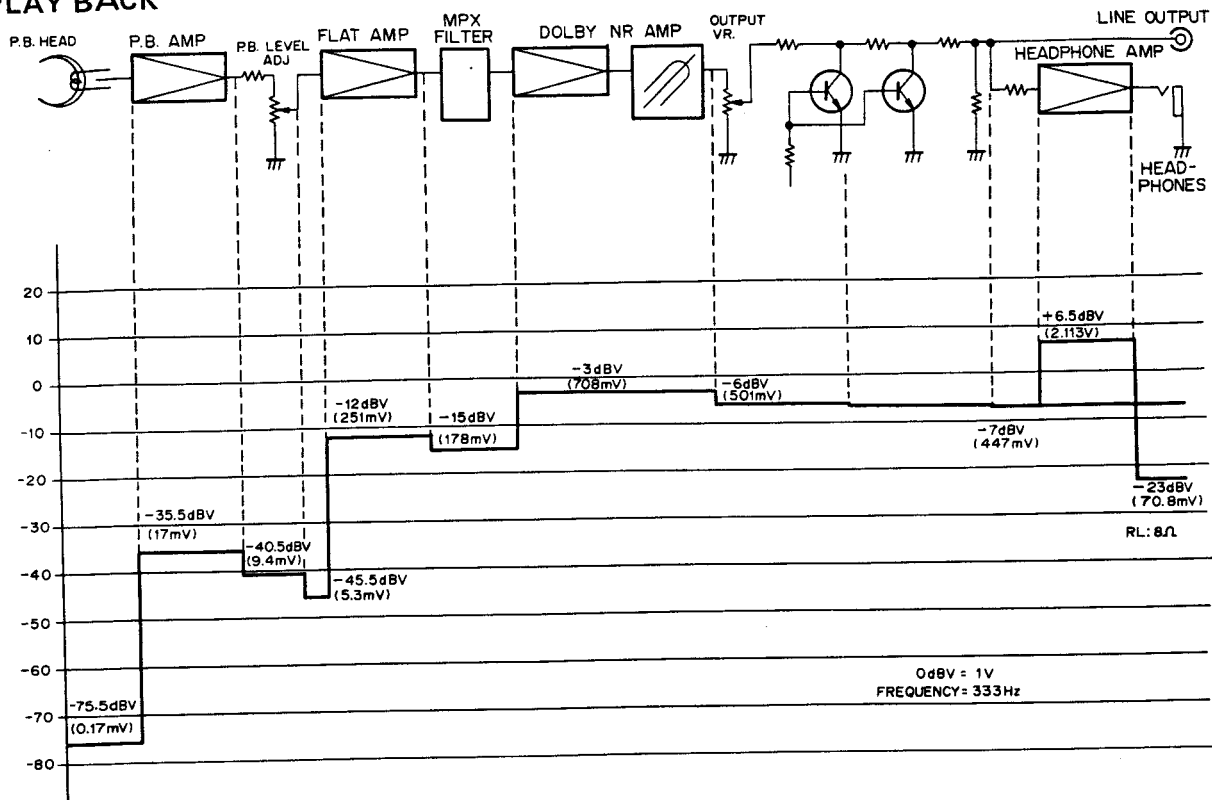 PLAY BACK
P.B. HEAD
P.B. AMP
P.B. LEVEL
ADJ
FLAT AMP
MPX
FILTER
DOLBY NR AMP
OUTPUT
VR.
LINE OUTPUT
HEADPHONE AMP
HEAD-
PHONES
20
10
0
-10
-20
-30
-40
-50
-60
-70
-80
-75.5dBV
(0.17mV)
-35.5dBV
(17mV)
-40.5dBV
(9.4mV)
-45.5dBV
(5.3mV)
-12dBV
(251mV)
-15dBV
(178mV)
-3dBV
(708mV)
-6dBV
(501mV)
-7dBV
(447mV)
+6.5dBV
(2.113V)
-23dBV
(70.8mV)
RL: 8Ω
0dBV = 1V
FREQUENCY = 333Hz